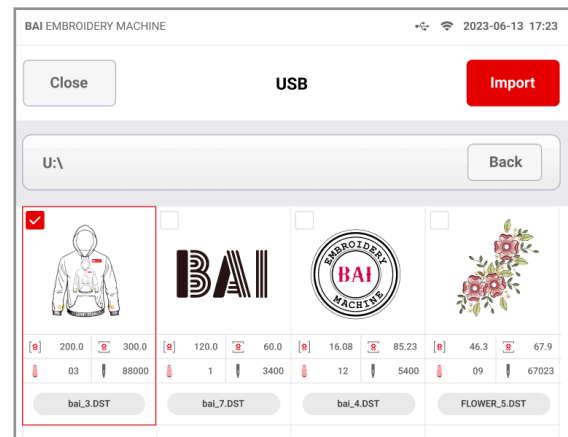 BAI EMBROIDERY MACHINE 2023-06-13 17:23
Close USB Import
U:\ Back
BAI
EMBROIDERY
BAI
MACHINE
200.0 300.0 120.0 60.0 16.08 85.23 46.3 67.9
03 88000 1 3400 12 5400 09 67023
bai_3.DST bai_7.DST bai_4.DST FLOWER_5.DST